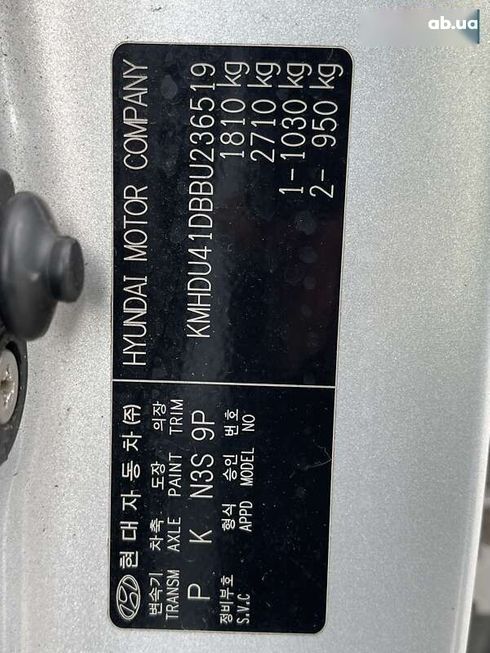 ab.ua
현대자동차(주) HYUNDAI MOTOR COMPANY
변속기 차축 도장 의장
TRANSM AXLE PAINT TRIM
P K N3S 9P
KMHDU41DBBU236519
정비부호 형식 승인 번호
S.V.C APPD MODEL NO
1810 kg
2710 kg
1-1030 kg
2- 950 kg